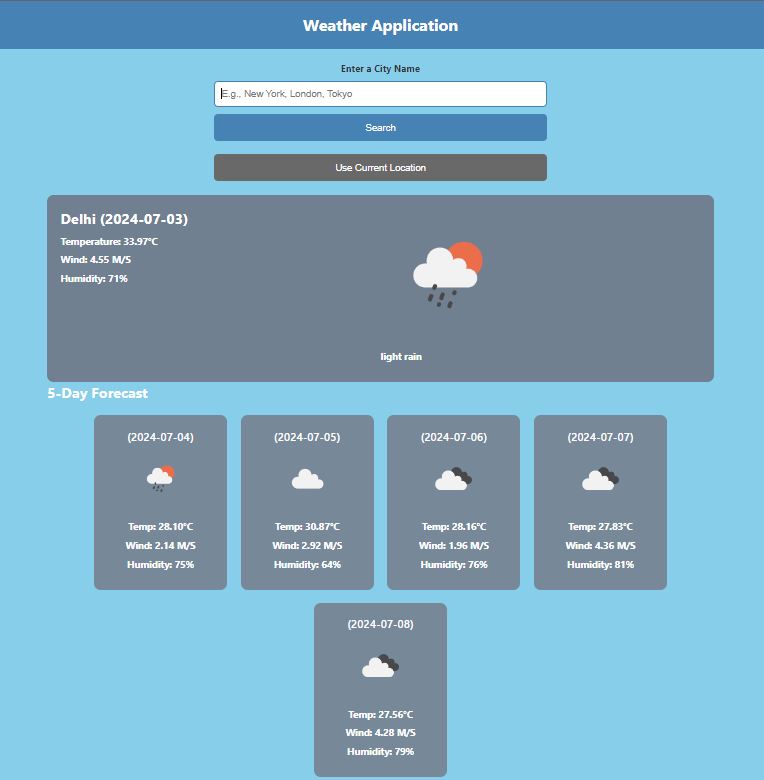 Weather Application
Enter a City Name
E.g., New York, London, Tokyo
Search
Use Current Location
Delhi (2024-07-03)
Temperature: 33.97°C
Wind: 4.55 M/S
Humidity: 71%
light rain
5-Day Forecast
(2024-07-04)
Temp: 28.10°C
Wind: 2.14 M/S
Humidity: 75%
(2024-07-05)
Temp: 30.87°C
Wind: 2.92 M/S
Humidity: 64%
(2024-07-06)
Temp: 28.16°C
Wind: 1.96 M/S
Humidity: 76%
(2024-07-07)
Temp: 27.83°C
Wind: 4.36 M/S
Humidity: 81%
(2024-07-08)
Temp: 27.56°C
Wind: 4.28 M/S
Humidity: 79%